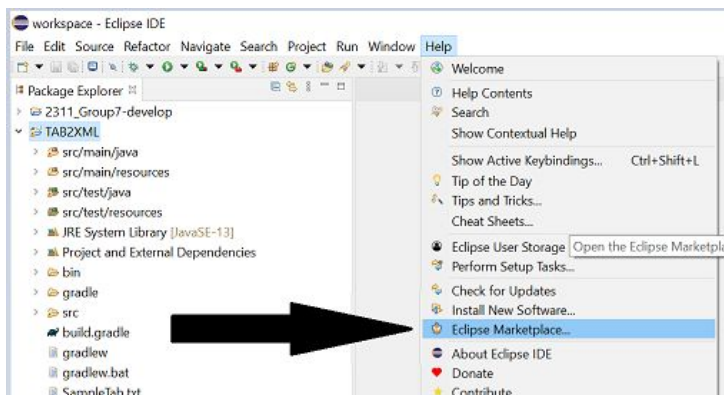 workspace - Eclipse IDE
File Edit Source Refactor Navigate Search Project Run Window Help
Package Explorer
2311_Group7-develop
TAB2XML
src/main/java
src/main/resources
src/test/java
src/test/resources
JRE System Library [JavaSE-13]
Project and External Dependencies
bin
gradle
src
build.gradle
gradlew
gradlew.bat
SampleTab.txt
Welcome
Help Contents
Search
Show Contextual Help
Show Active Keybindings... Ctrl+Shift+L
Tip of the Day
Tips and Tricks...
Cheat Sheets...
Eclipse User Storage
Open the Eclipse Marketpla
Perform Setup Tasks...
Check for Updates
Install New Software...
Eclipse Marketplace...
About Eclipse IDE
Donate
Contribute